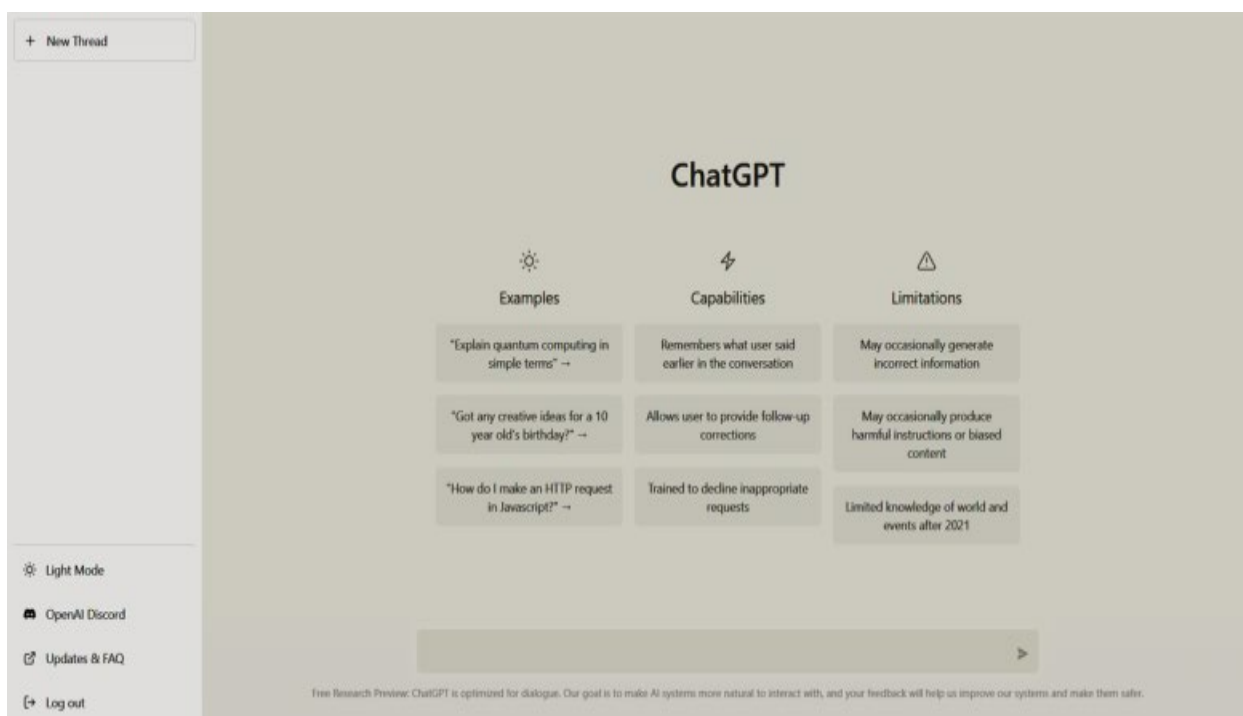 + New Thread
ChatGPT
Examples
"Explain quantum computing in
simple terms" →
"Got any creative ideas for a 10
year old's birthday?" →
"How do I make an HTTP request
in Javascript?" →
Capabilities
Remembers what user said
earlier in the conversation
Allows user to provide follow-up
corrections
Trained to decline inappropriate
requests
Limitations
May occasionally generate
incorrect information
May occasionally produce
harmful instructions or biased
content
Limited knowledge of world and
events after 2021
Light Mode
OpenAI Discord
Updates & FAQ
Log out
Free Research Preview: ChatGPT is optimized for dialogue. Our goal is to make AI systems more natural to interact with, and your feedback will help us improve our systems and make them safer.